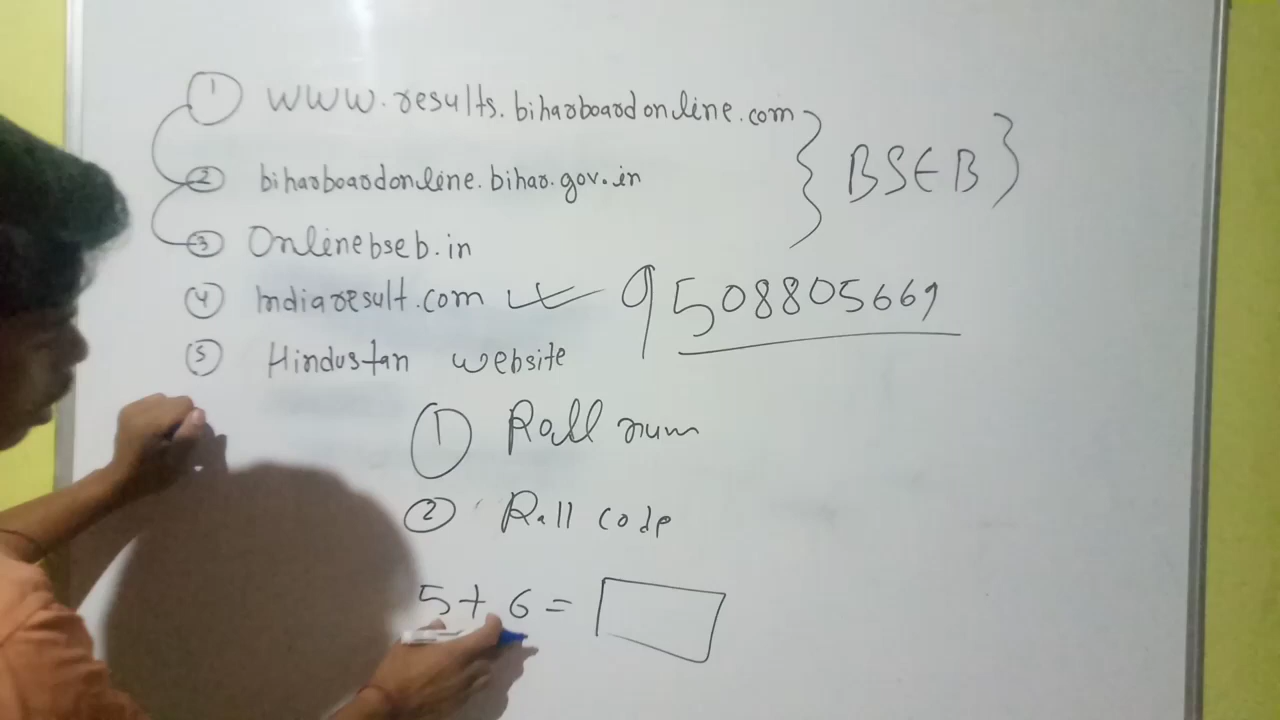 1 www.results.biharboardonline.com
2 biharboardonline.bihar.gov.in
} BSEB }
3 Onlinebseb.in
4 Indiaresult.com ✓ 9508805669
5 Hindustan website
1 Roll num
2 Roll code
5+6=